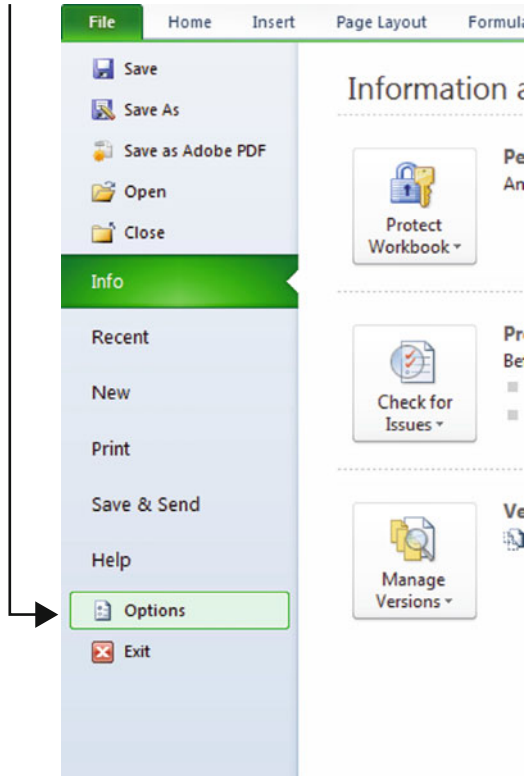 File Home Insert Page Layout
Save
Save As
Save as Adobe PDF
Open
Close
Info
Recent
New
Print
Save & Send
Help
Options
Exit
Information
Protect
Workbook
Check for
Issues
Manage
Versions